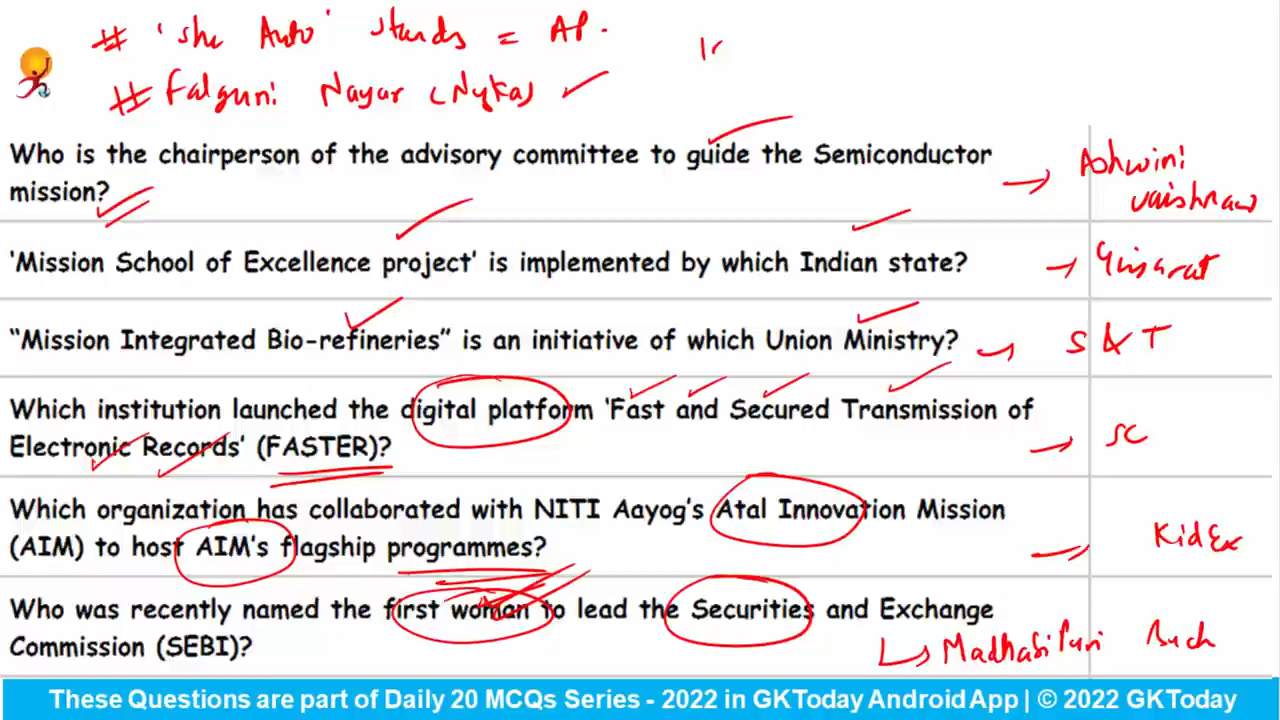 # 'She Auto' Stands = AP.
# Falguni Nayar (Nyka)
Who is the chairperson of the advisory committee to guide the Semiconductor
mission?
Ashwini
Vaishnaw
'Mission School of Excellence project' is implemented by which Indian state?
Gujarat
"Mission Integrated Bio-refineries" is an initiative of which Union Ministry?
S & T
Which institution launched the digital platform 'Fast and Secured Transmission of
Electronic Records' (FASTER)?
SC
Which organization has collaborated with NITI Aayog's Atal Innovation Mission
(AIM) to host AIM's flagship programmes?
KidEx
Who was recently named the first woman to lead the Securities and Exchange
Commission (SEBI)?
Madhabi Puri Buch
These Questions are part of Daily 20 MCQs Series - 2022 in GKToday Android App | © 2022 GKToday